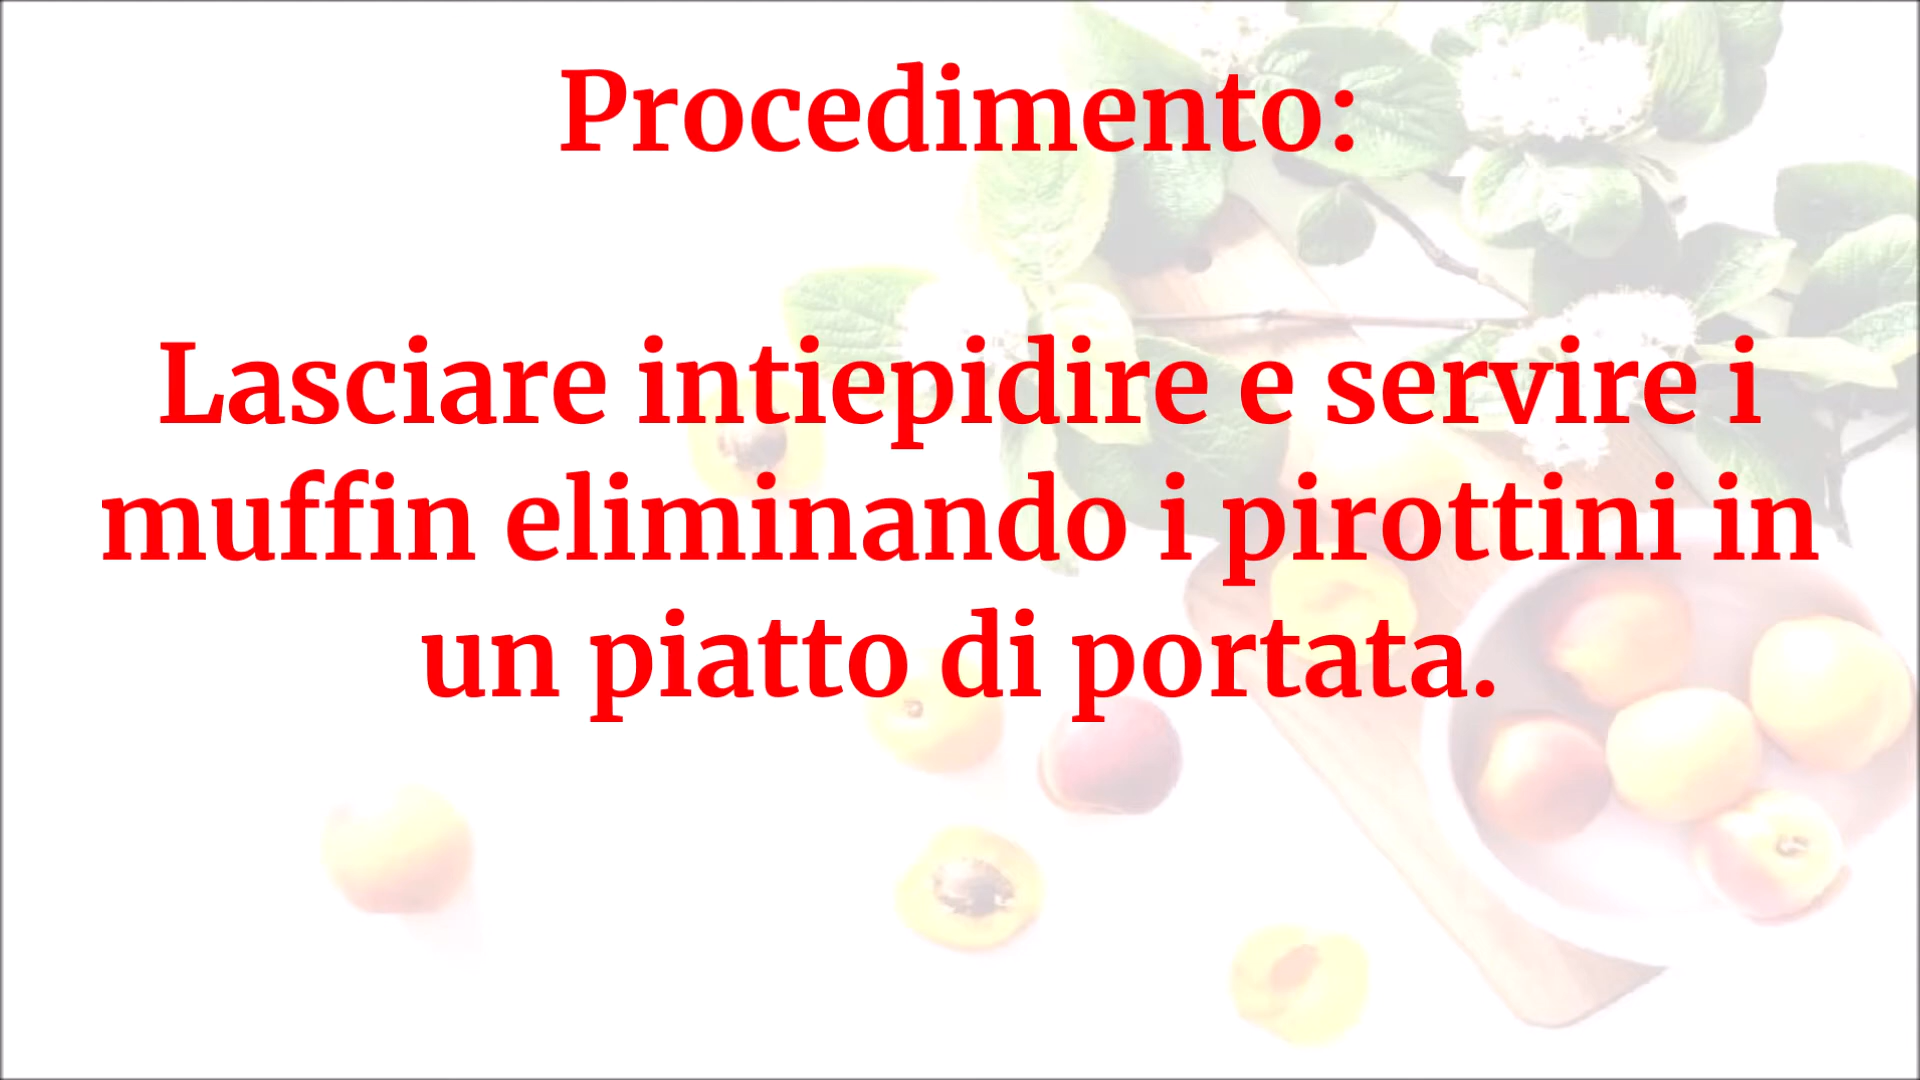 Procedimento:
Lasciare intiepidire e servire i
muffin eliminando i pirottini in
un piatto di portata.